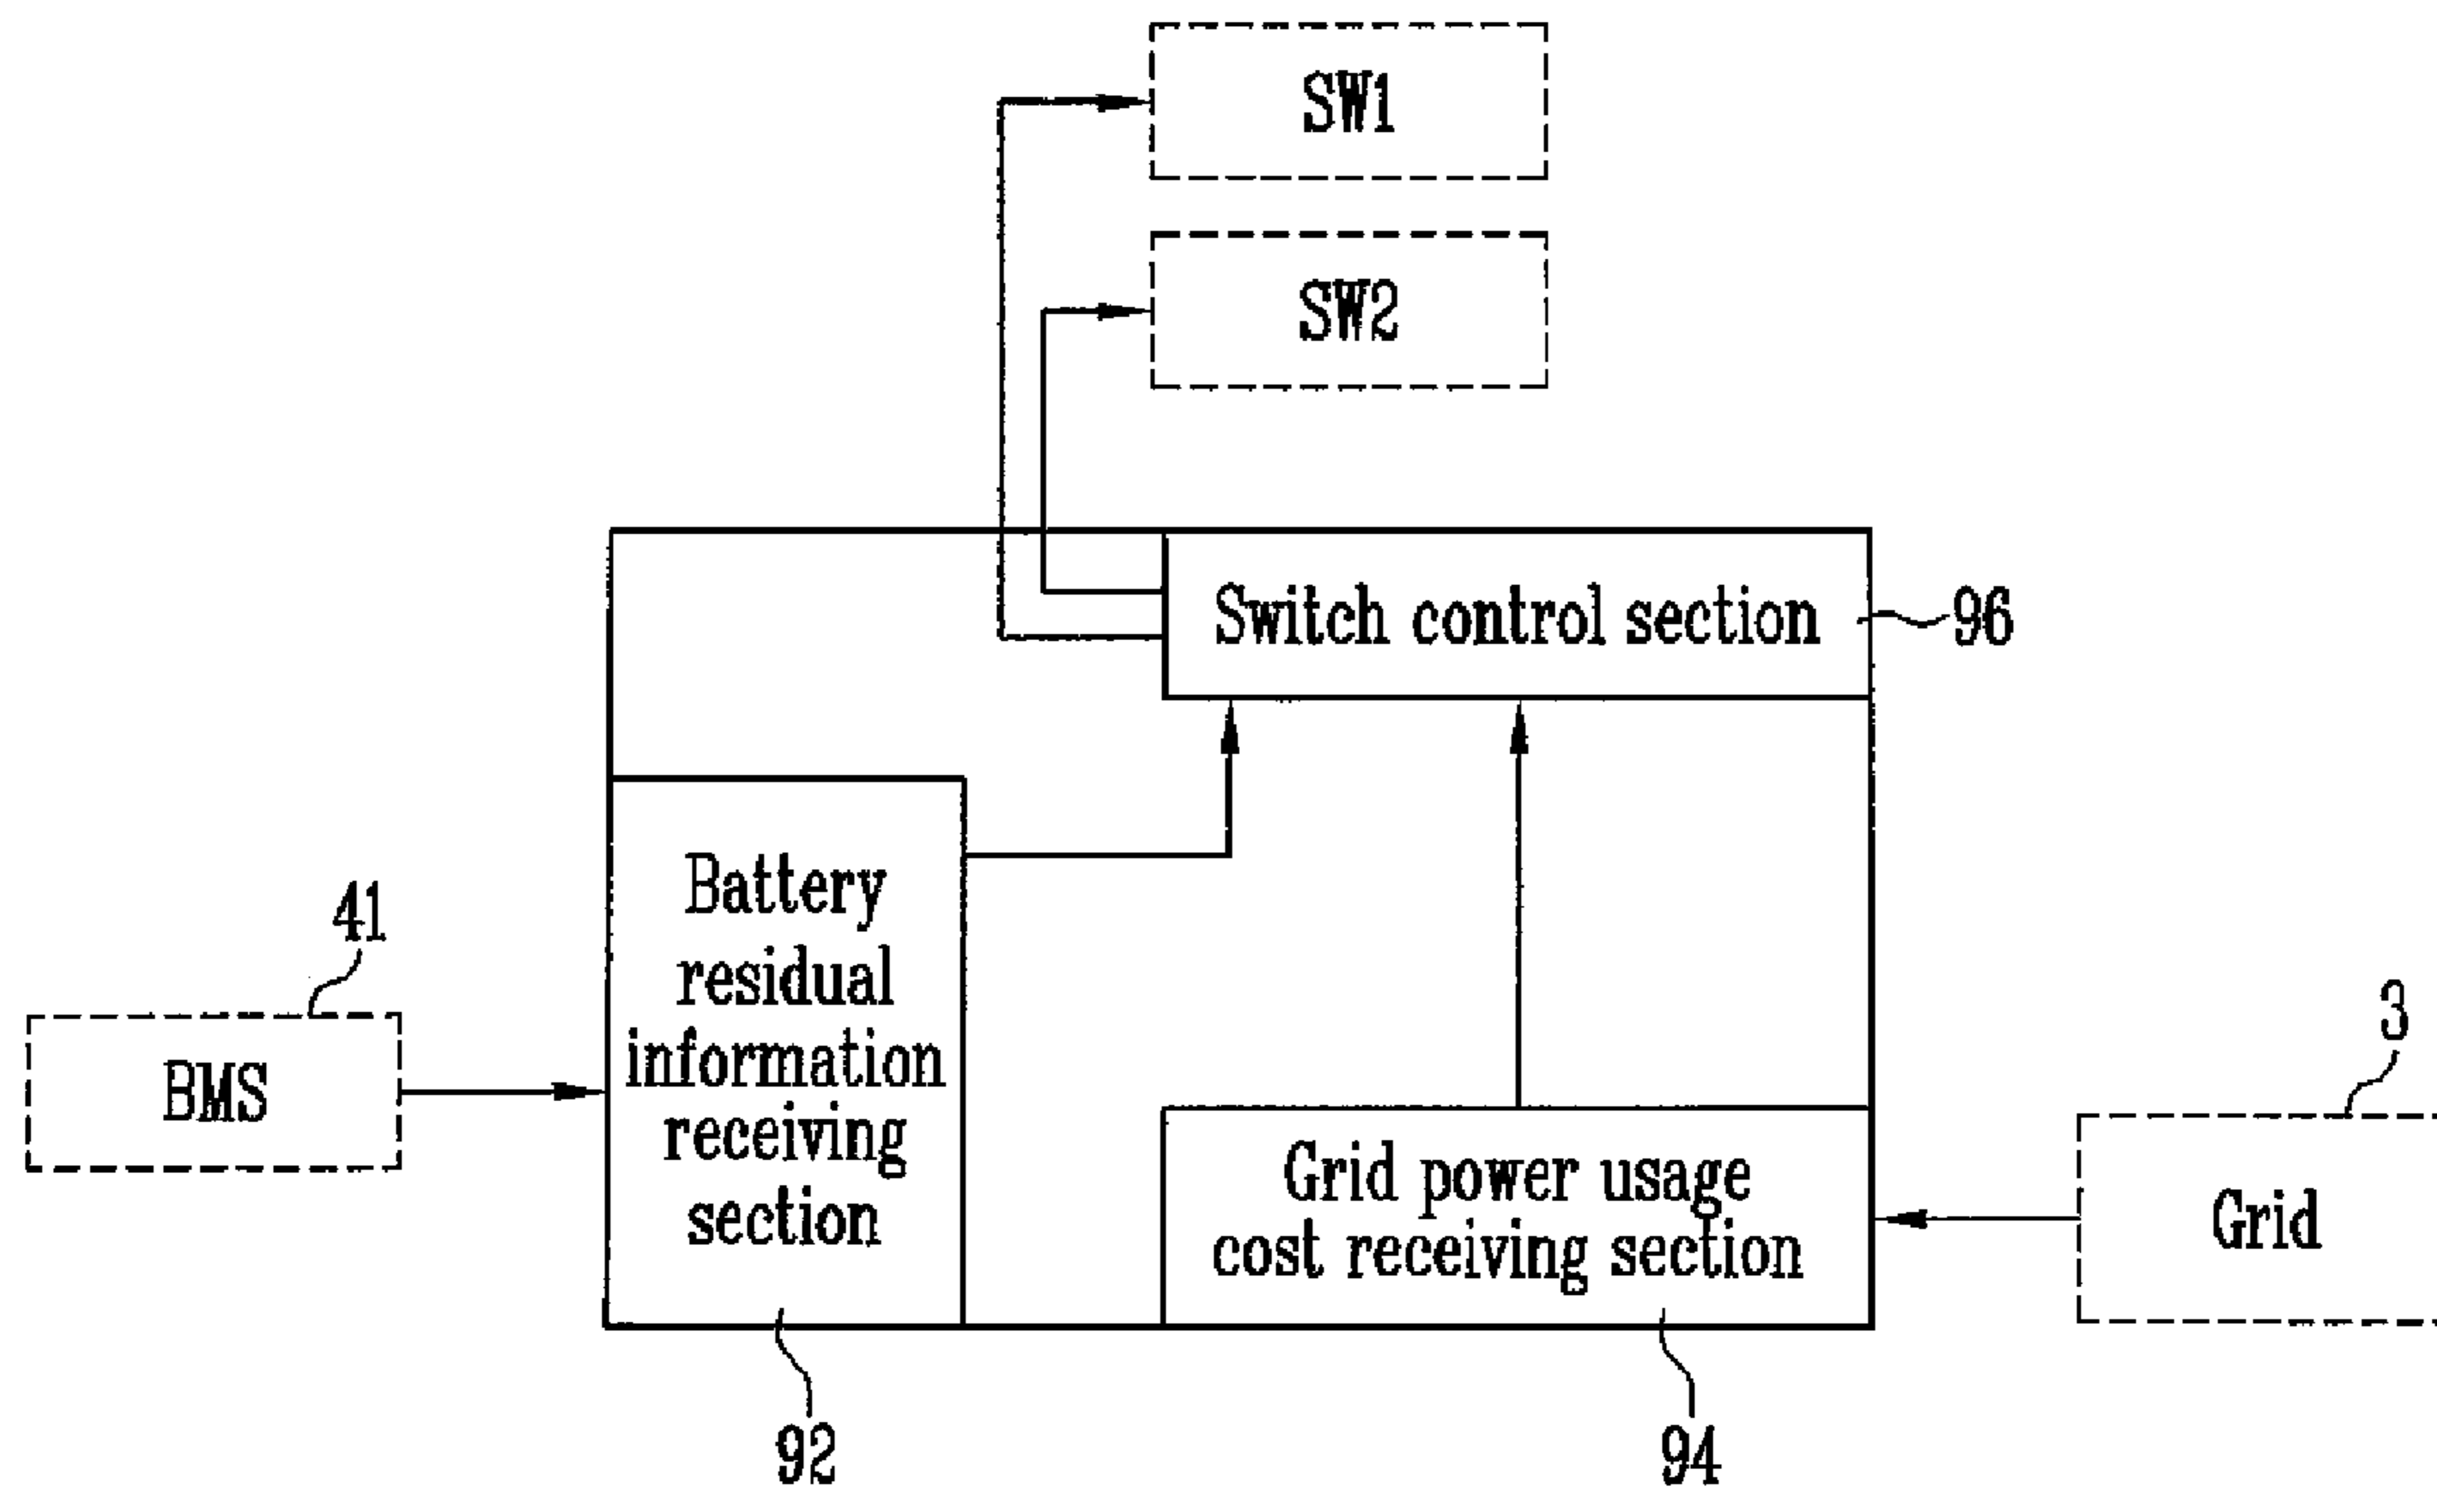 SW1
SW2
Switch control section
96
Battery
residual
information
receiving
section
41
BMS
3
Grid power usage
cost receiving section
Grid
92
94